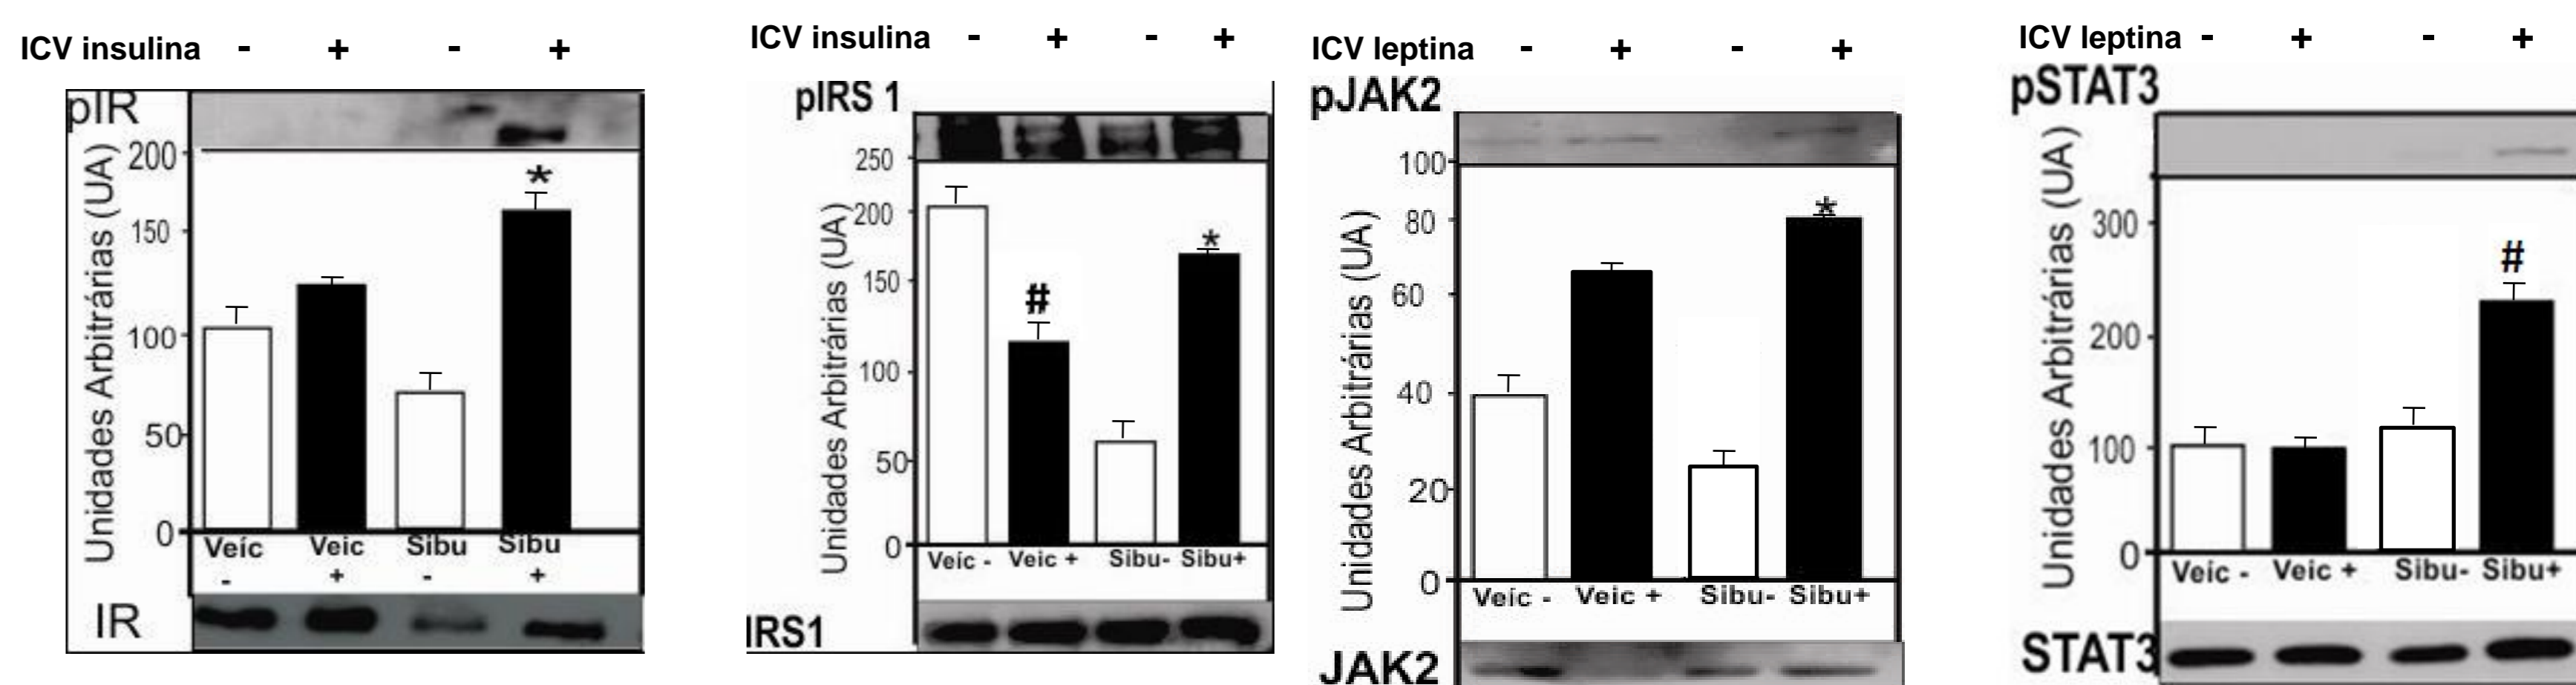 ICV insulina - + - +
pIR
Unidades Arbitrárias (UA)
200
150
100
50
0
*
Veíc Veic Sibu Sibu
- + - +
IR
ICV insulina - + - +
pIRS 1
Unidades Arbitrárias (UA)
250
200
150
100
50
0
#
*
Veíc - Veic + Sibu- Sibu+
IRS1
ICV leptina - + - +
pJAK2
Unidades Arbitrárias (UA)
100
80
60
40
20
0
*
Veíc - Veic + Sibu- Sibu+
JAK2
ICV leptina - + - +
pSTAT3
Unidades Arbitrárias (UA)
300
200
100
0
#
Veíc - Veic + Sibu- Sibu+
STAT3